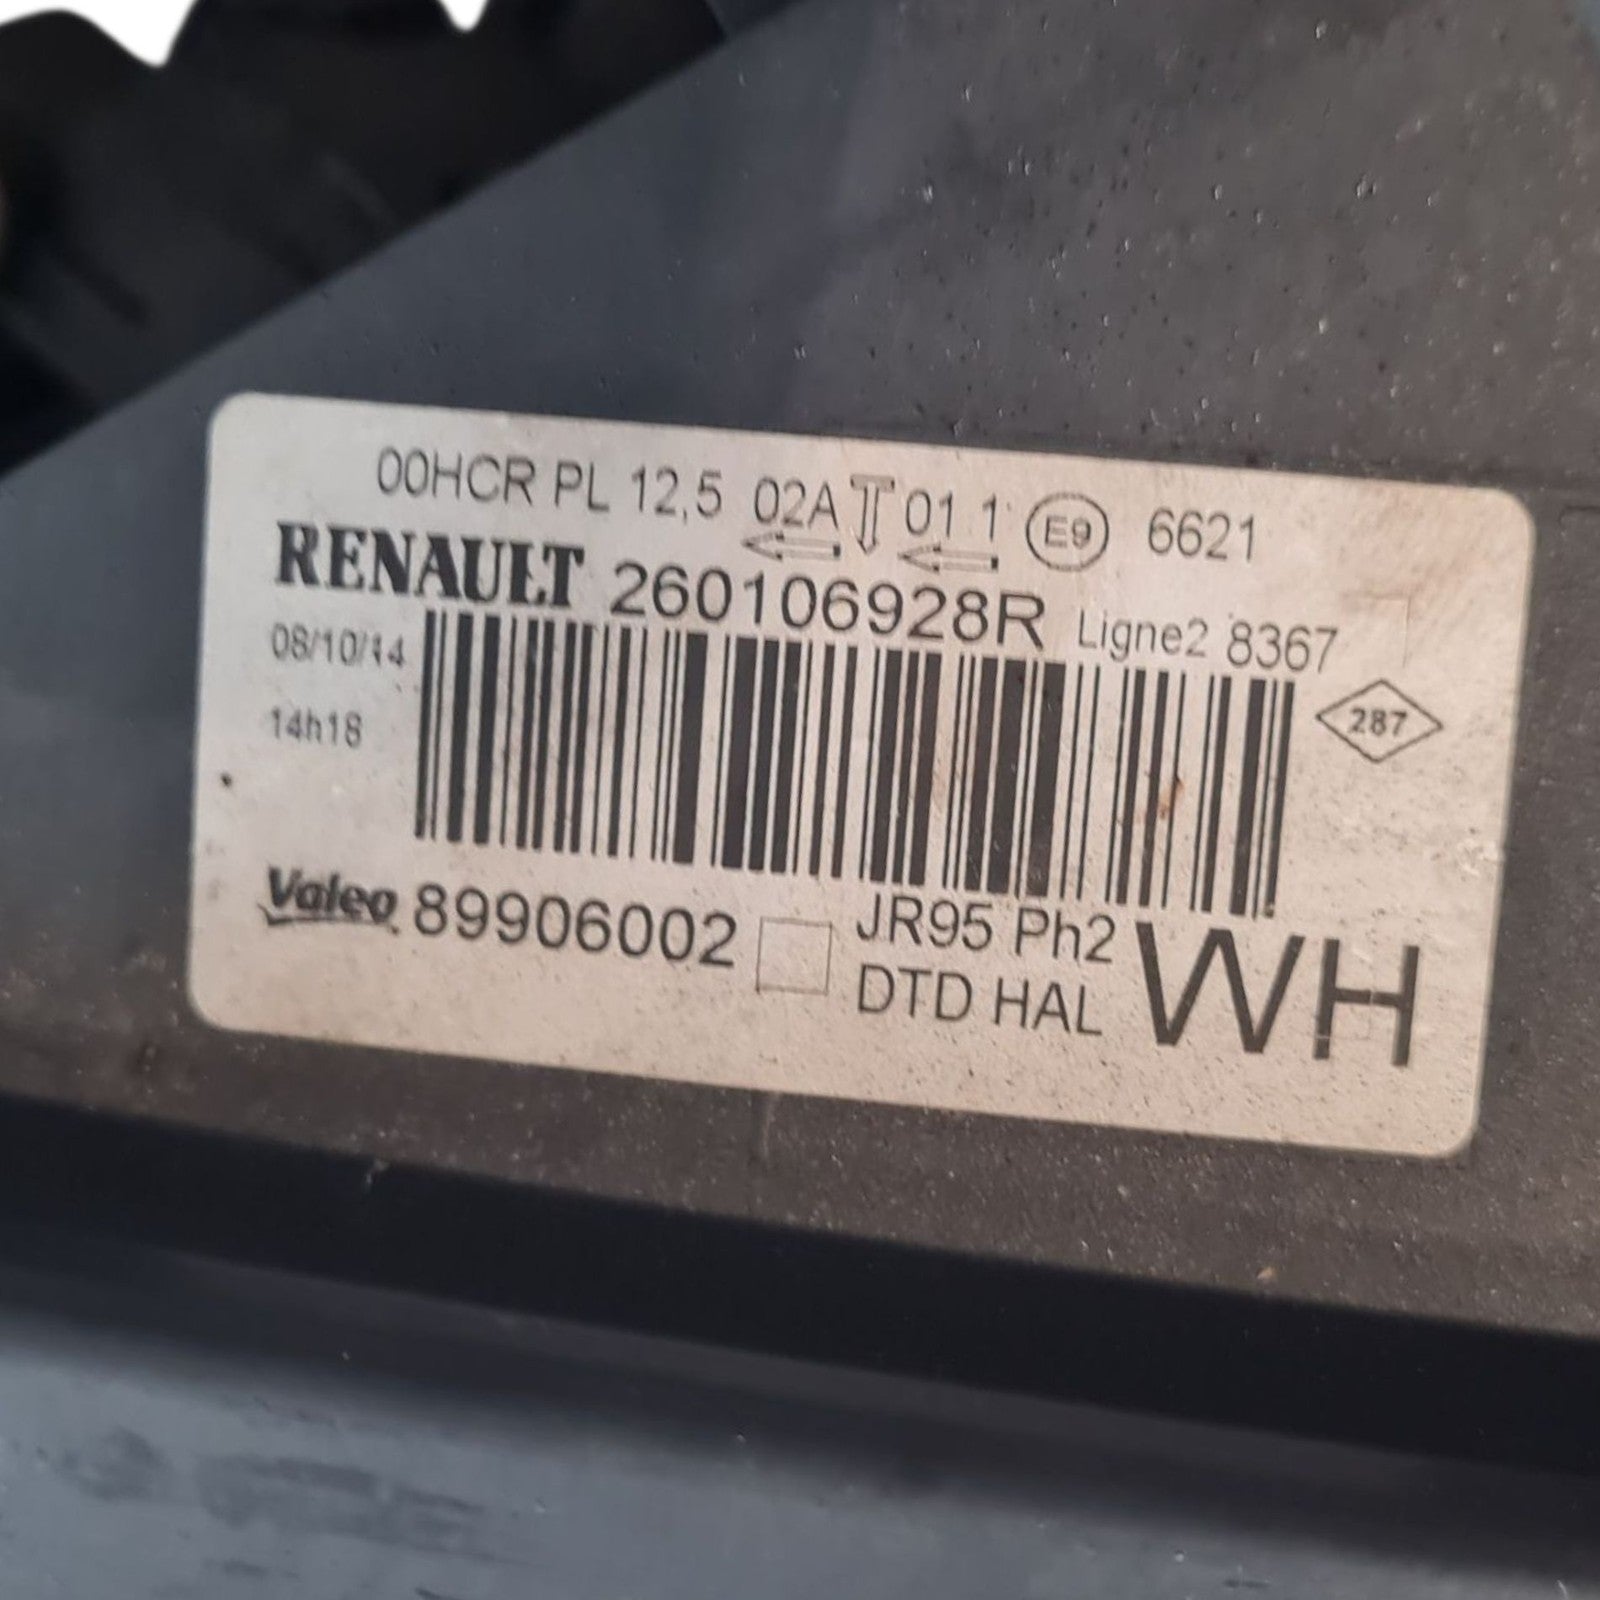 00HCR PL 12,5 02A 01 1 E9 6621
RENAULT 260106928R Ligne2 8367
08/10/14
14h18
287
Valeo 89906002 JR95 Ph2
DTD HAL WH